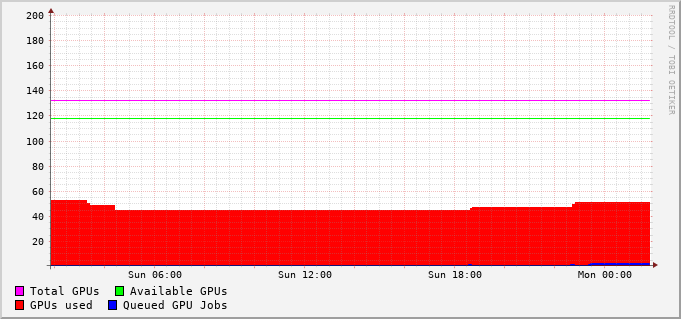 200
180
160
140
120
100
80
60
40
20
Sun 06:00 Sun 12:00 Sun 18:00 Mon 00:00
Total GPUs Available GPUs
GPUs used Queued GPU Jobs
RRDTOOL / TOBI OETIKER